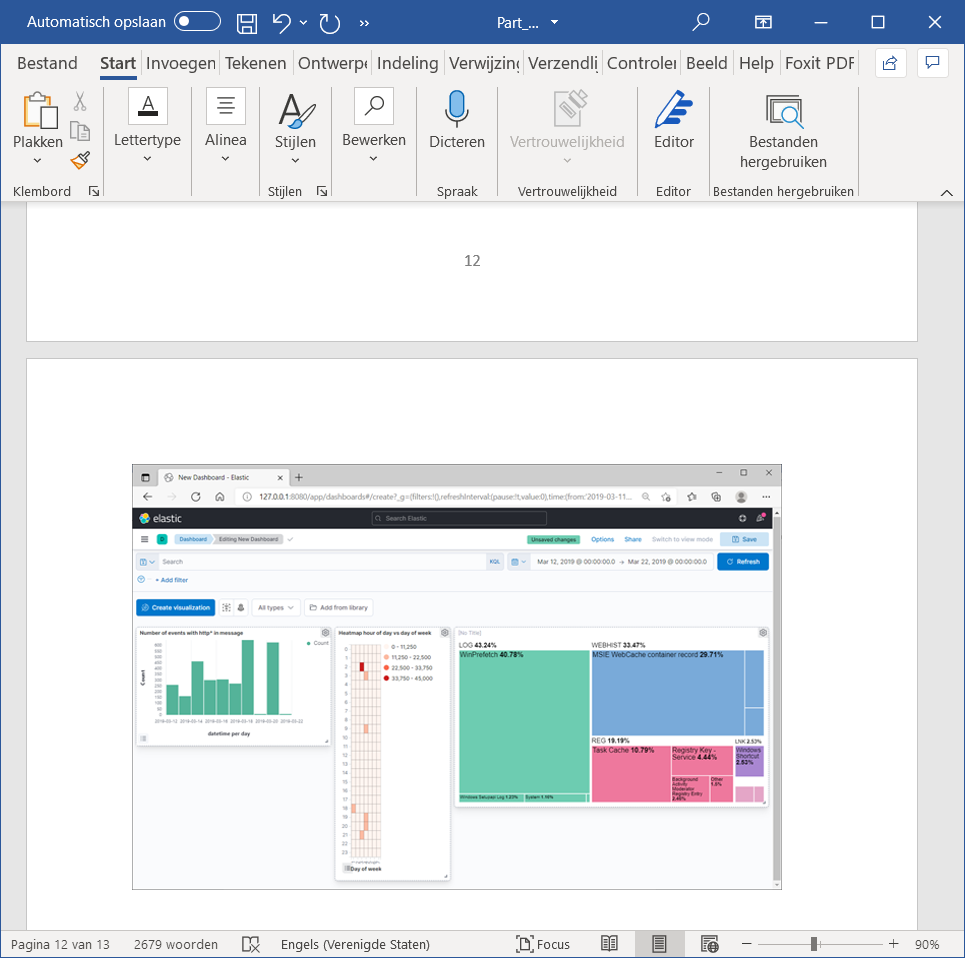 Automatisch opslaan
Part_...
Bestand Start Invoegen Tekenen Ontwerpe Indeling Verwijzing Verzendlij Controler Beeld Help Foxit PDF
Plakken Lettertype Alinea Stijlen Bewerken Dicteren Vertrouwelijkheid Editor Bestanden hergebruiken
Klembord Stijlen Spraak Vertrouwelijkheid Editor Bestanden hergebruiken
12
New Dashboard - Elastic
127.0.0.1:8080/app/dashboards#/create?_g=(filters:!(),refreshInterval:(pause:!t,value:0),time:(from:'2019-03-11...
elastic Search Elastic
D Dashboard Editing New Dashboard Unsaved changes Options Share Switch to view mode Save
Search KQL Mar 12, 2019 @ 00:00:00.0 → Mar 22, 2019 @ 00:00:00.0 Refresh
+ Add filter
Create visualization All types Add from library
Number of events with http* in message
Count
Count
900
800
700
600
500
400
300
200
100
0
2019-03-12 2019-03-14 2019-03-16 2019-03-18 2019-03-20 2019-03-22
datetime per day
Heatmap hour of day vs day of week
0 - 11,250
11,250 - 22,500
22,500 - 33,750
33,750 - 45,000
0
1
2
3
4
5
6
7
8
9
10
11
12
13
14
15
16
17
18
19
20
21
22
23
Day of week
[No Title]
LOG 43.24%
WinPrefetch 40.78%
System 1.16%
WEBHIST 33.47%
MSIE WebCache container record 29.71%
REG 19.19%
Task Cache 10.79%
Registry Key - Service 4.44%
Background Activity Moderator Registry Entry 2.46%
Other 1.5%
LNK 2.53%
Windows Shortcut 2.53%
Pagina 12 van 13 2679 woorden Engels (Verenigde Staten) Focus 90%